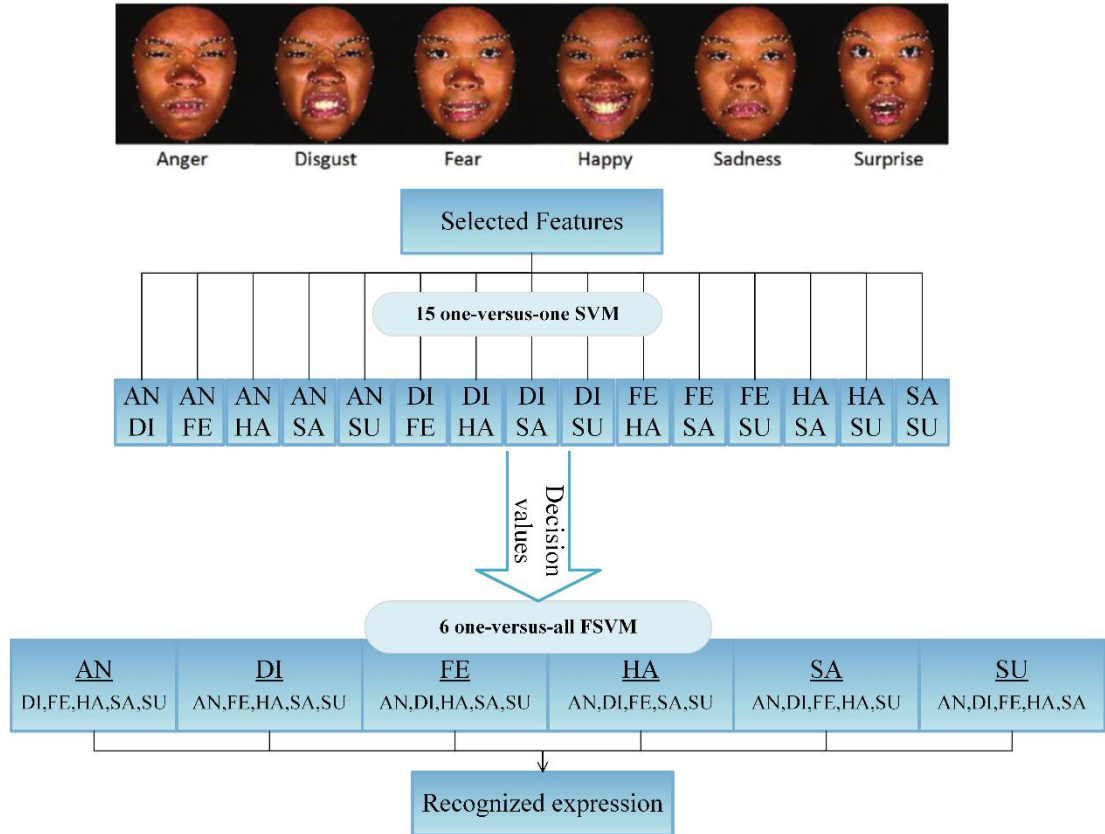 Anger Disgust Fear Happy Sadness Surprise
Selected Features
15 one-versus-one SVM
AN AN AN AN AN DI DI DI DI FE FE FE HA HA SA
DI FE HA SA SU FE HA SA SU HA SA SU SA SU SU
Decision
values
6 one-versus-all FSVM
AN DI FE HA SA SU
DI,FE,HA,SA,SU AN,FE,HA,SA,SU AN,DI,HA,SA,SU AN,DI,FE,SA,SU AN,DI,FE,HA,SU AN,DI,FE,HA,SA
Recognized expression